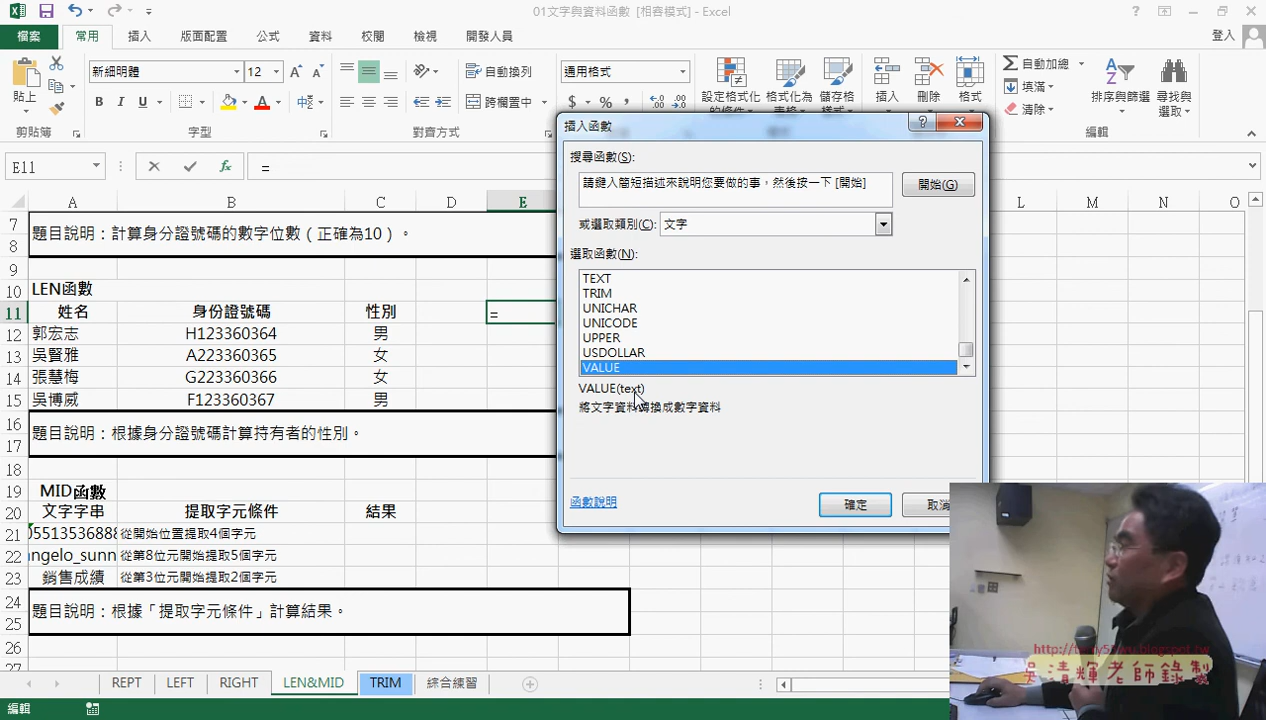 01文字與資料函數 [相容模式] - Excel
檔案 常用 插入 版面配置 公式 資料 校閱 檢視 開發人員 登入
新細明體 12 自動換列 通用格式 自動加總
貼上 B I U 中 跨欄置中 $ % 設定格式化的條件 格式化為表格 儲存格 插入 刪除 格式 填滿 清除 排序與篩選 尋找與選取
剪貼簿 字型 對齊方式 編輯
E11 fx =
A B C D E L M N O
7 題目說明：計算身分證號碼的數字位數（正確為10）。
8
9
10 LEN函數
11 姓名 身份證號碼 性別 =
12 郭宏志 H123360364 男
13 吳賢雅 A223360365 女
14 張慧梅 G223360366 女
15 吳博威 F123360367 男
16 題目說明：根據身分證號碼計算持有者的性別。
17
18
19 MID函數
20 文字字串 提取字元條件 結果
21 05513536888 從開始位置提取4個字元
22 angelo_sunn 從第8位元開始提取5個字元
23 銷售成績 從第3位元開始提取2個字元
24 題目說明：根據「提取字元條件」計算結果。
25
26
27
插入函數
搜尋函數(S):
請鍵入簡短描述來說明您要做的事，然後按一下 [開始]
開始(G)
或選取類別(C): 文字
選取函數(N):
TEXT
TRIM
UNICHAR
UNICODE
UPPER
USDOLLAR
VALUE
VALUE(text)
將文字資料轉換成數字資料
函數說明 確定 取消
REPT LEFT RIGHT LEN&MID TRIM 綜合練習
編輯
吳清輝老師錄製